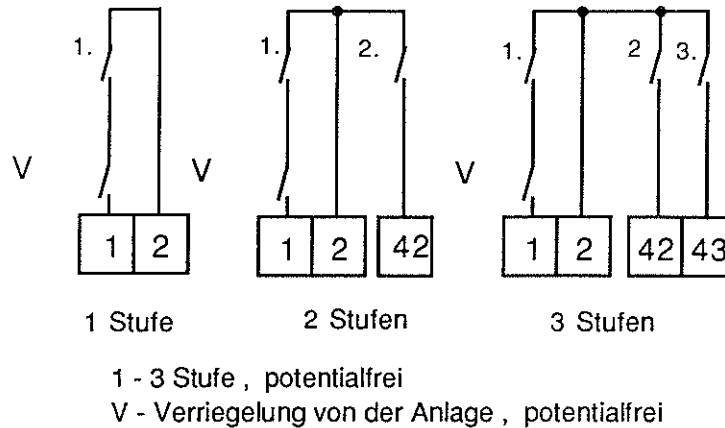 1. 1. 2. 1. 2 3.
V V V
1 2 1 2 42 1 2 42 43
1 Stufe 2 Stufen 3 Stufen
1 - 3 Stufe , potentialfrei
V - Verriegelung von der Anlage , potentialfrei